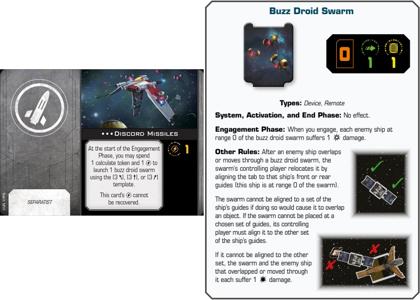 •••Discord Missiles
At the start of the Engagement
Phase, you may spend
1 calculate token and 1 to
launch 1 buzz droid swarm
using the [3 ], [3 ], or [3 ]
template.
This card's cannot
be recovered.
1
Separatist
Buzz Droid Swarm
0
1
1
Types: Device, Remote
System, Activation, and End Phase: No effect.
Engagement Phase: When you engage, each enemy ship at
range 0 of the buzz droid swarm suffers 1 damage.
Other Rules: After an enemy ship overlaps
or moves through a buzz droid swarm, the
swarm's controlling player relocates it by
aligning the tab to that ship's front or rear
guides (this ship is at range 0 of the swarm).
The swarm cannot be aligned to a set of the
ship's guides if doing so would cause it to overlap
an object. If the swarm cannot be placed at a
chosen set of guides, its controlling
player must align it to the other set
of the ship's guides.
If it cannot be aligned to the other
set, the swarm and the enemy ship
that overlapped or moved through
it each suffer 1 damage.